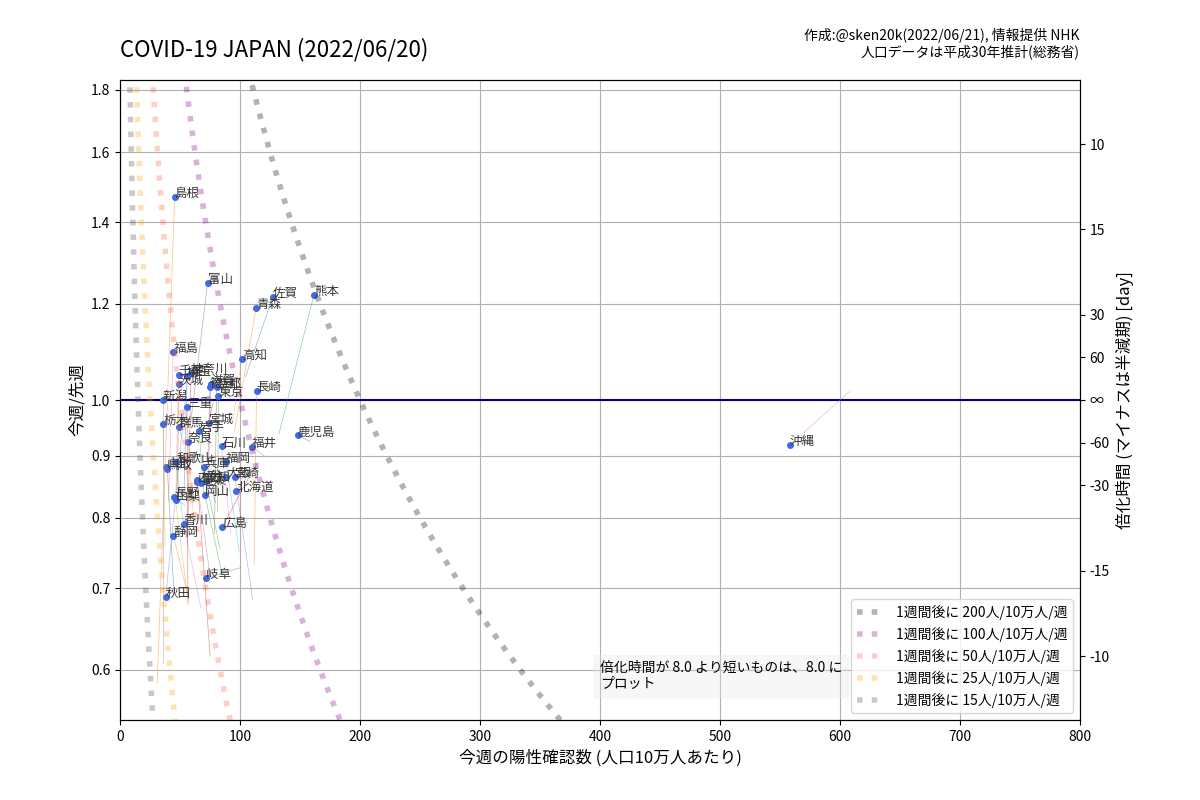 COVID-19 JAPAN (2022/06/20)
作成:@sken20k(2022/06/21), 情報提供 NHK
人口データは平成30年推計(総務省)
1.8
1.6
1.4
1.2
1.0
0.9
0.8
0.7
0.6
今週/先週
島根
富山
佐賀
熊本
青森
福島
高知
神奈川
茨城
東京
長崎
新潟
三重
栃木
群馬
宮城
岩手
鹿児島
奈良
石川
福井
沖縄
和歌山
兵庫
福岡
鳥取
大分
宮崎
岡山
北海道
長野
山梨
香川
広島
静岡
岐阜
秋田
10
15
30
60
∞
-60
-30
-15
-10
倍化時間 (マイナスは半減期) [day]
倍化時間が 8.0 より短いものは、8.0 に
プロット
1週間後に 200人/10万人/週
1週間後に 100人/10万人/週
1週間後に 50人/10万人/週
1週間後に 25人/10万人/週
1週間後に 15人/10万人/週
0 100 200 300 400 500 600 700 800
今週の陽性確認数 (人口10万人あたり)